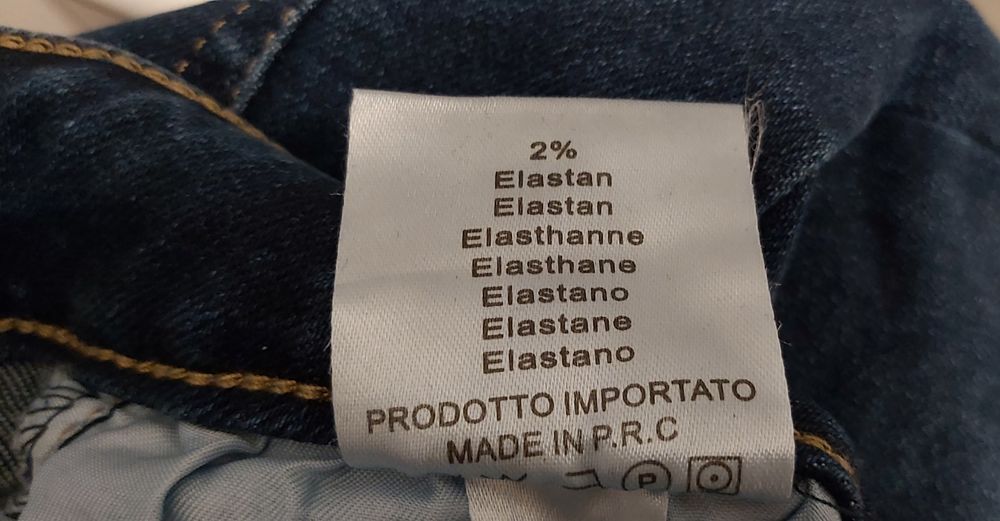 2%
Elastan
Elastan
Elasthanne
Elasthane
Elastano
Elastane
Elastano
PRODOTTO IMPORTATO
MADE IN P.R.C
P